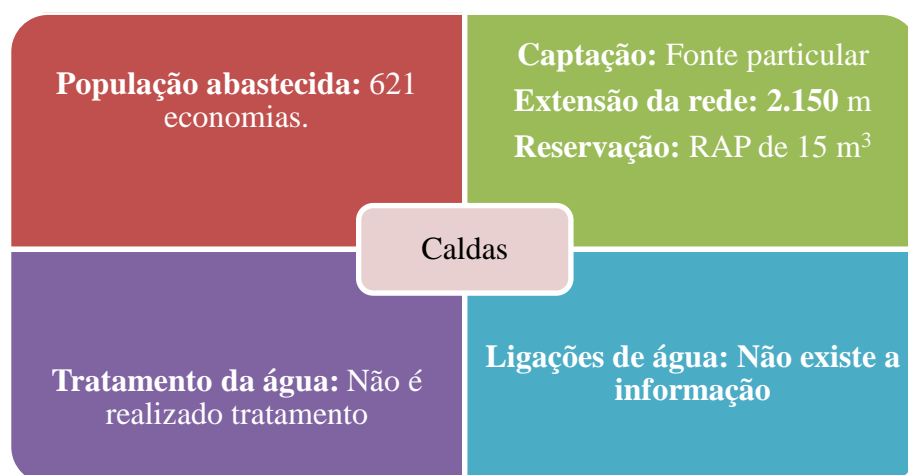 População abastecida: 621
economias.
Captação: Fonte particular
Extensão da rede: 2.150 m
Reservação: RAP de 15 m³
Caldas
Tratamento da água: Não é
realizado tratamento
Ligações de água: Não existe a
informação